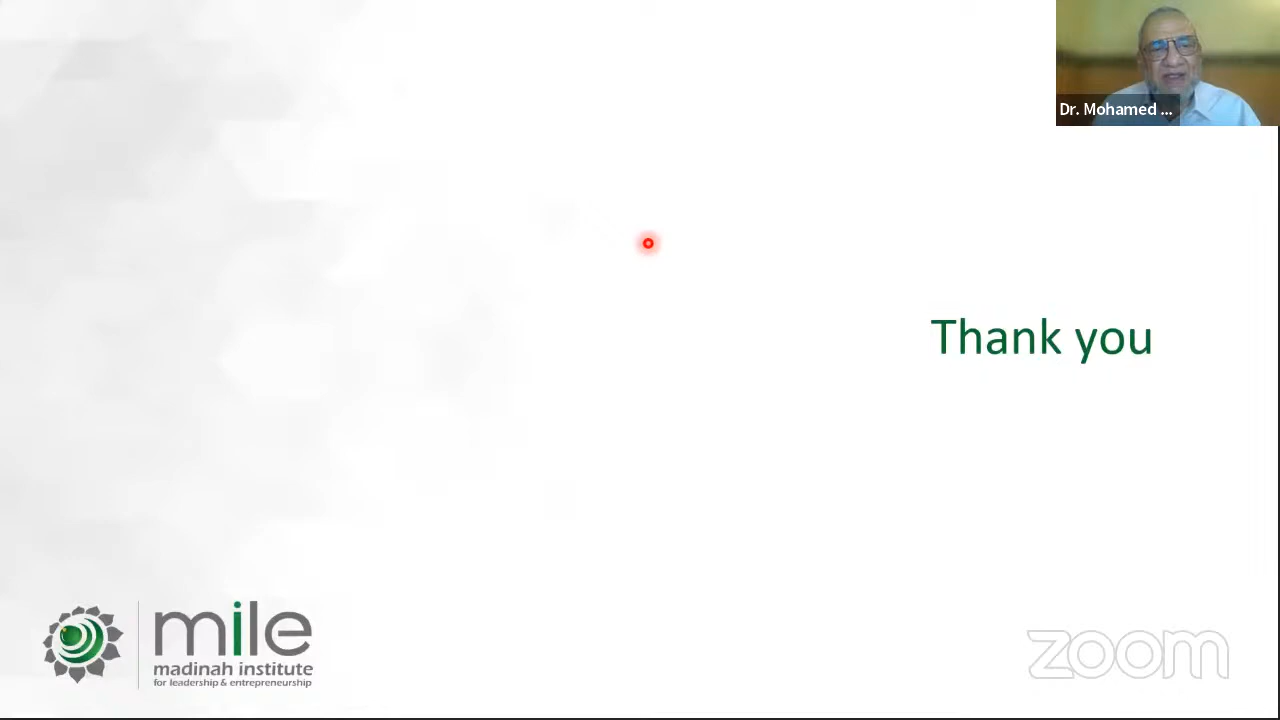 Dr. Mohamed ...
Thank you
mile
madinah institute
for leadership & entrepreneurship
zoom